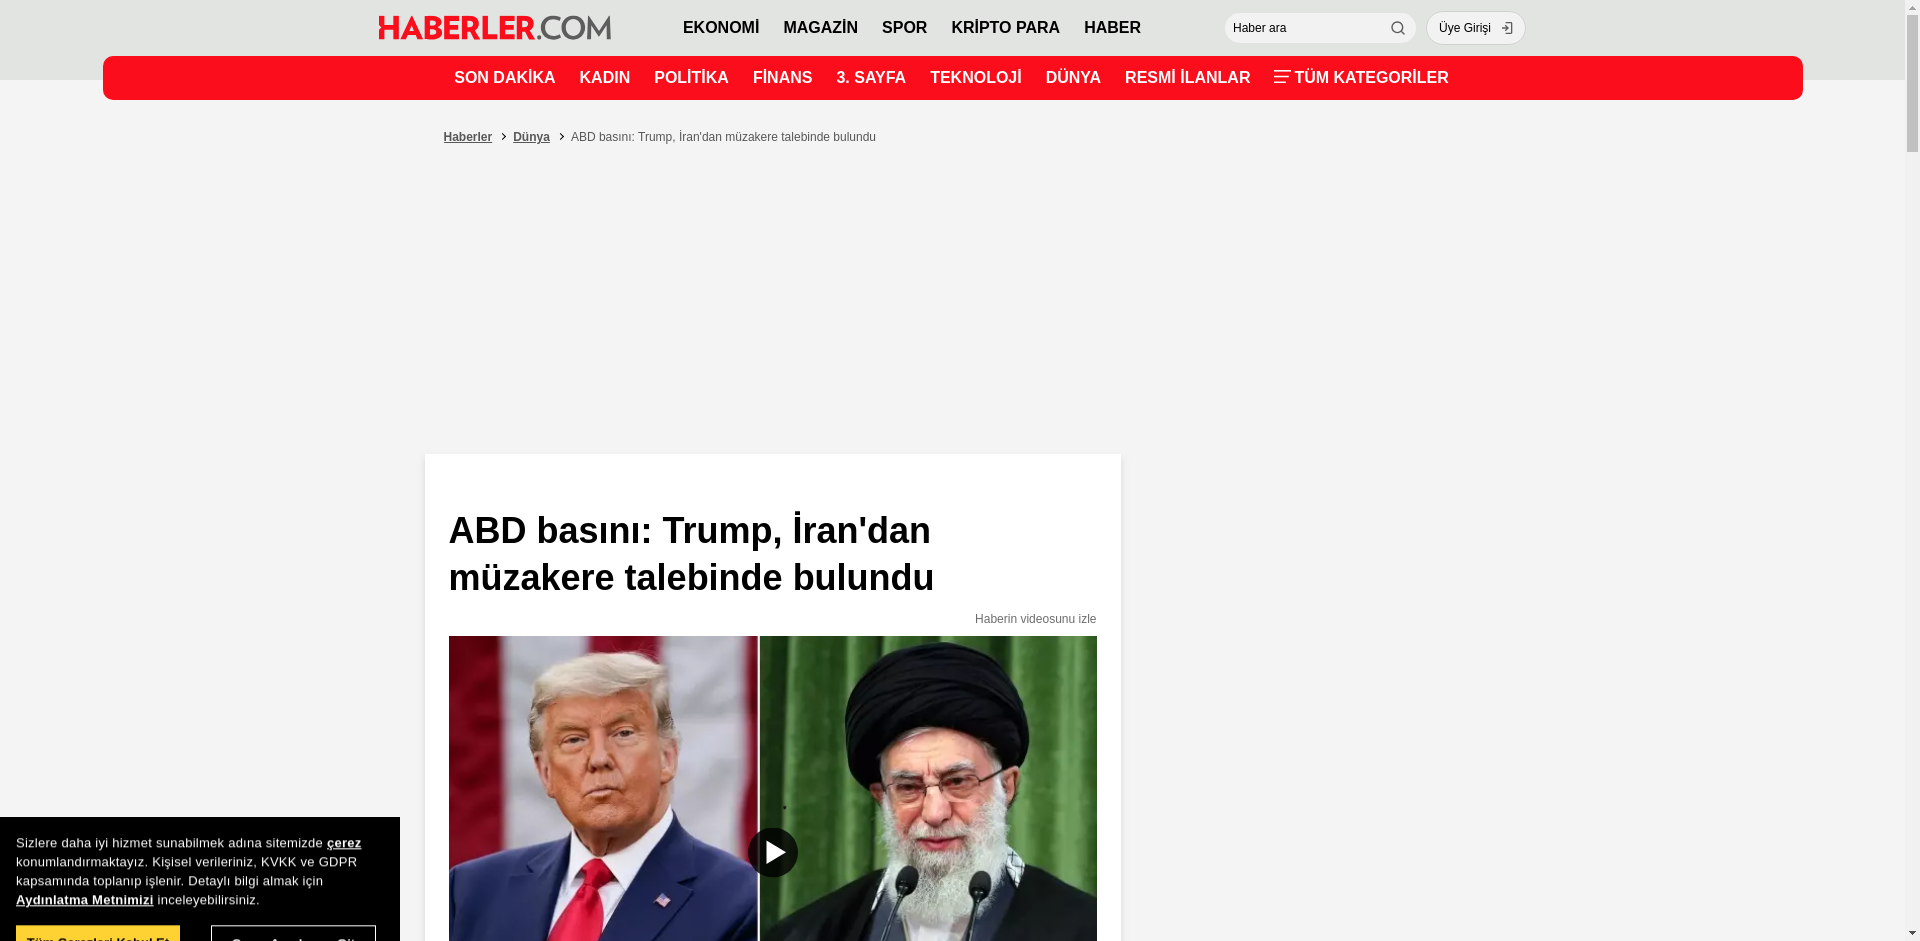 HABERLER.COM
EKONOMİ MAGAZİN SPOR KRİPTO PARA HABER
Haber ara
Üye Girişi
SON DAKİKA KADIN POLİTİKA FİNANS 3. SAYFA TEKNOLOJİ DÜNYA RESMİ İLANLAR TÜM KATEGORİLER
Haberler Dünya ABD basını: Trump, İran'dan müzakere talebinde bulundu
ABD basını: Trump, İran'dan
müzakere talebinde bulundu
Haberin videosunu izle
Sizlere daha iyi hizmet sunabilmek adına sitemizde çerez
konumlandırmaktayız. Kişisel verileriniz, KVKK ve GDPR
kapsamında toplanıp işlenir. Detaylı bilgi almak için
Aydınlatma Metnimizi inceleyebilirsiniz.
Tüm Çerezleri Kabul Et